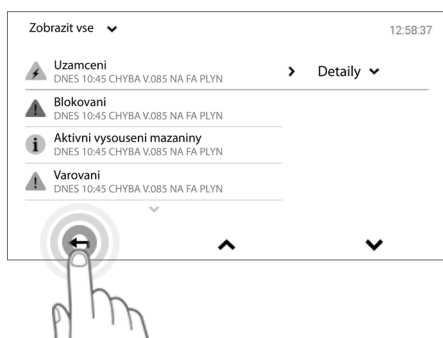 Zobrazit vse
12:58:37
Uzamceni
DNES 10:45 CHYBA V.085 NA FA PLYN
Detaily
Blokovani
DNES 10:45 CHYBA V.085 NA FA PLYN
Aktivni vysouseni mazaniny
DNES 10:45 CHYBA V.085 NA FA PLYN
Varovani
DNES 10:45 CHYBA V.085 NA FA PLYN